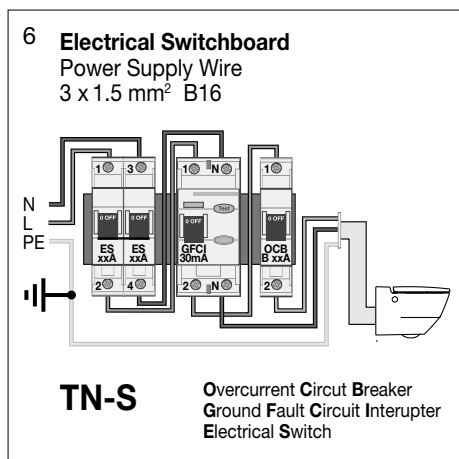 6 Electrical Switchboard
Power Supply Wire
3 x 1.5 mm² B16
1 3 1 N 1
N
L
PE
0 OFF 0 OFF 0 OFF Test 0 OFF
ES xxA ES xxA GFCI 30mA OCB B xxA
2 4 2 N 2
TN-S
Overcurrent Circut Breaker
Ground Fault Circuit Interupter
Electrical Switch